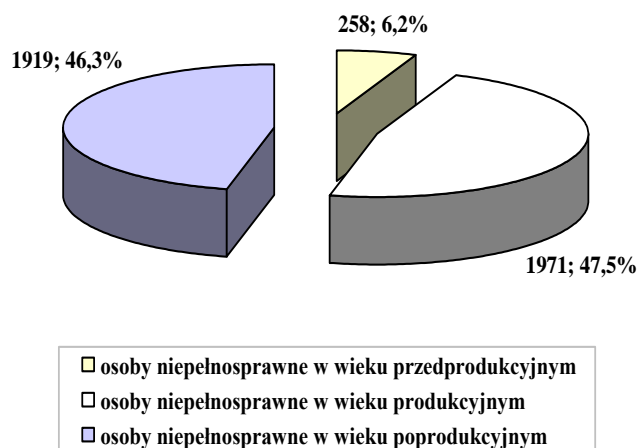 258; 6,2%
1919; 46,3%
1971; 47,5%
osoby niepełnosprawne w wieku przedprodukcyjnym
osoby niepełnosprawne w wieku produkcyjnym
osoby niepełnosprawne w wieku poprodukcyjnym